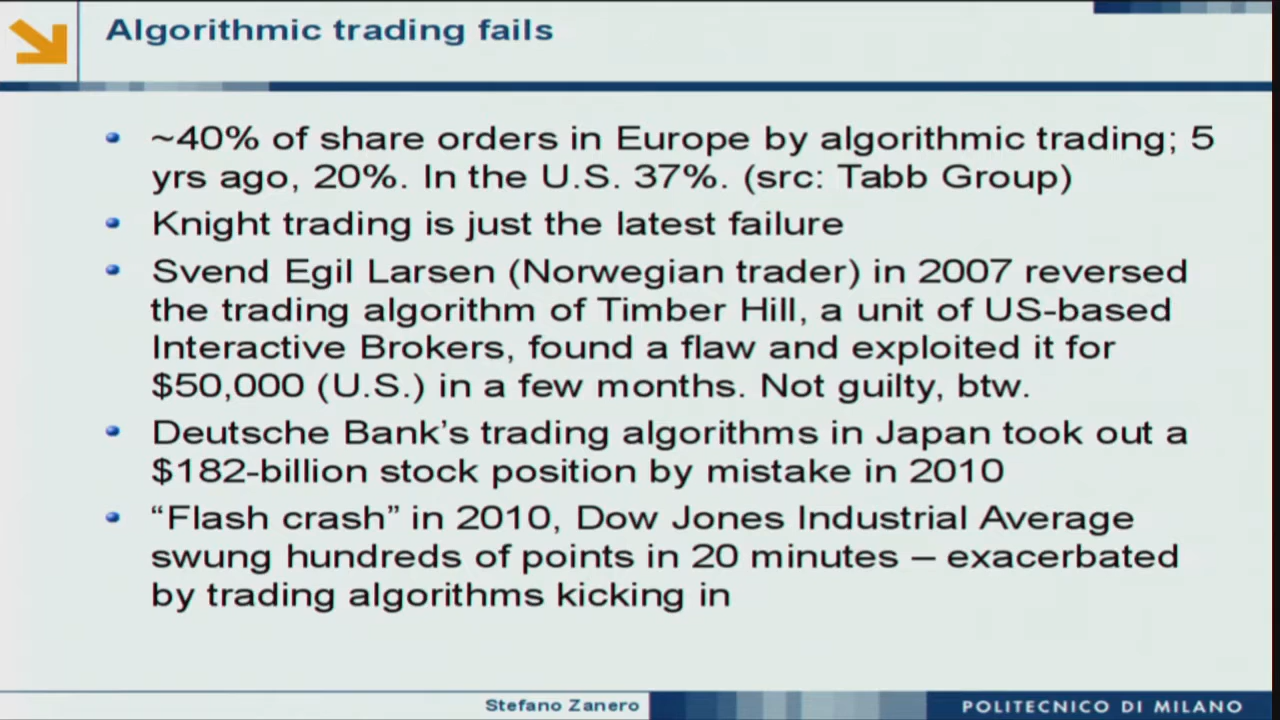 Algorithmic trading fails
~40% of share orders in Europe by algorithmic trading; 5
yrs ago, 20%. In the U.S. 37%. (src: Tabb Group)
Knight trading is just the latest failure
Svend Egil Larsen (Norwegian trader) in 2007 reversed
the trading algorithm of Timber Hill, a unit of US-based
Interactive Brokers, found a flaw and exploited it for
$50,000 (U.S.) in a few months. Not guilty, btw.
Deutsche Bank’s trading algorithms in Japan took out a
$182-billion stock position by mistake in 2010
“Flash crash” in 2010, Dow Jones Industrial Average
swung hundreds of points in 20 minutes – exacerbated
by trading algorithms kicking in
Stefano Zanero
POLITECNICO DI MILANO